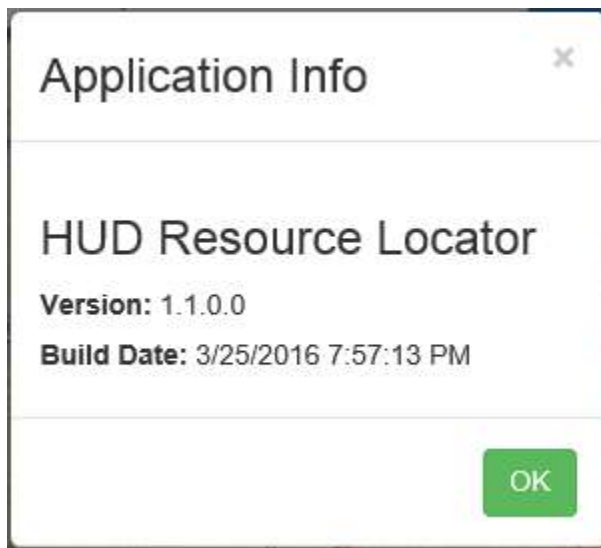 Application Info
×
HUD Resource Locator
Version: 1.1.0.0
Build Date: 3/25/2016 7:57:13 PM
OK